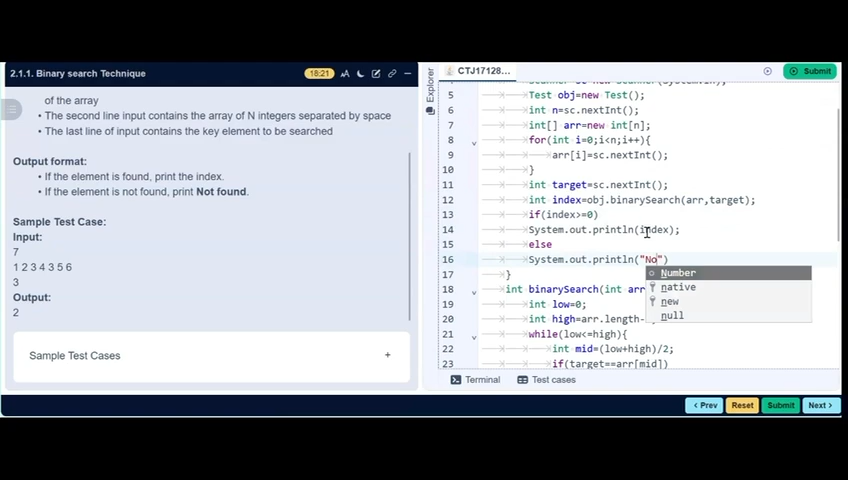 2.1.1. Binary search Technique
18:21
of the array
• The second line input contains the array of N integers separated by space
• The last line of input contains the key element to be searched
Output format:
• If the element is found, print the index.
• If the element is not found, print Not found.
Sample Test Case:
Input:
7
1 2 3 4 3 5 6
3
Output:
2
Sample Test Cases +
Explorer
CTJ17128...
Submit
5 Test obj=new Test();
6 int n=sc.nextInt();
7 int[] arr=new int[n];
8 for(int i=0;i<n;i++){
9 arr[i]=sc.nextInt();
10 }
11 int target=sc.nextInt();
12 int index=obj.binarySearch(arr,target);
13 if(index>=0)
14 System.out.println(index);
15 else
16 System.out.println("No")
17 }
18 int binarySearch(int arr
19 int low=0;
20 int high=arr.length-
21 while(low<=high){
22 int mid=(low+high)/2;
23 if(target==arr[mid])
Number
native
new
null
Terminal
Test cases
< Prev
Reset
Submit
Next >